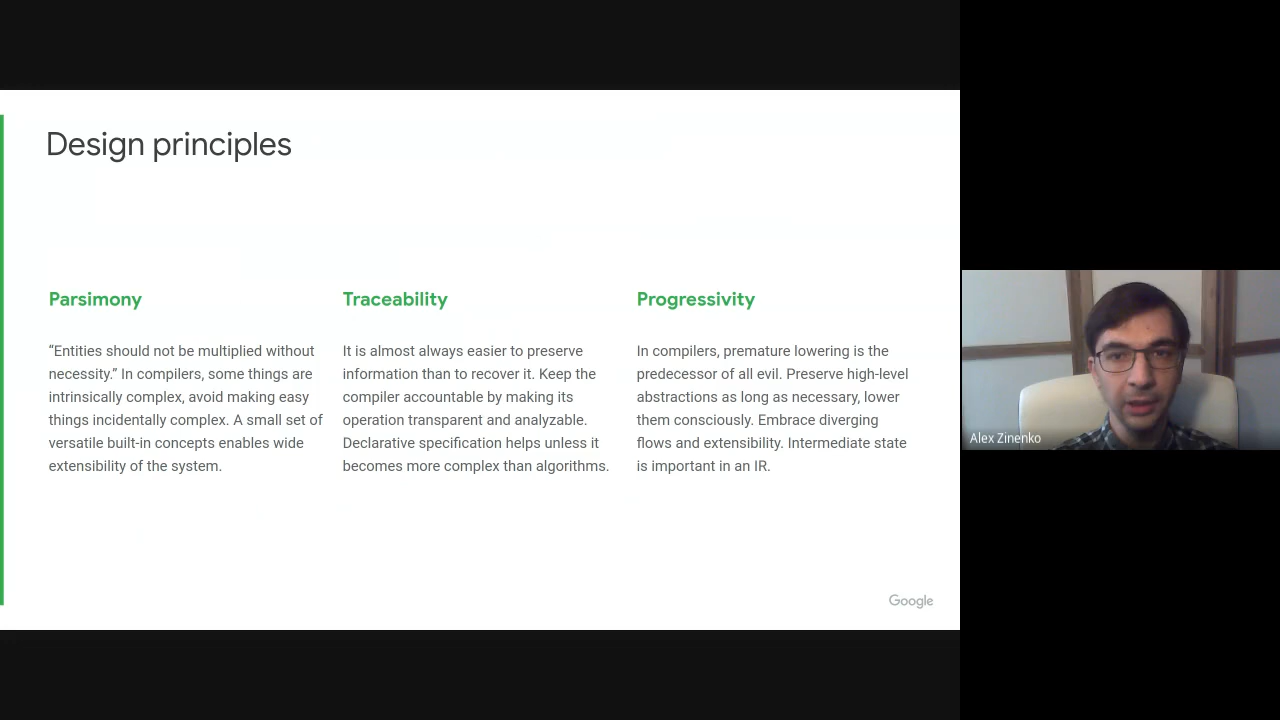 Design principles
Parsimony
“Entities should not be multiplied without
necessity.” In compilers, some things are
intrinsically complex, avoid making easy
things incidentally complex. A small set of
versatile built-in concepts enables wide
extensibility of the system.
Traceability
It is almost always easier to preserve
information than to recover it. Keep the
compiler accountable by making its
operation transparent and analyzable.
Declarative specification helps unless it
becomes more complex than algorithms.
Progressivity
In compilers, premature lowering is the
predecessor of all evil. Preserve high-level
abstractions as long as necessary, lower
them consciously. Embrace diverging
flows and extensibility. Intermediate state
is important in an IR.
Google
Alex Zinenko